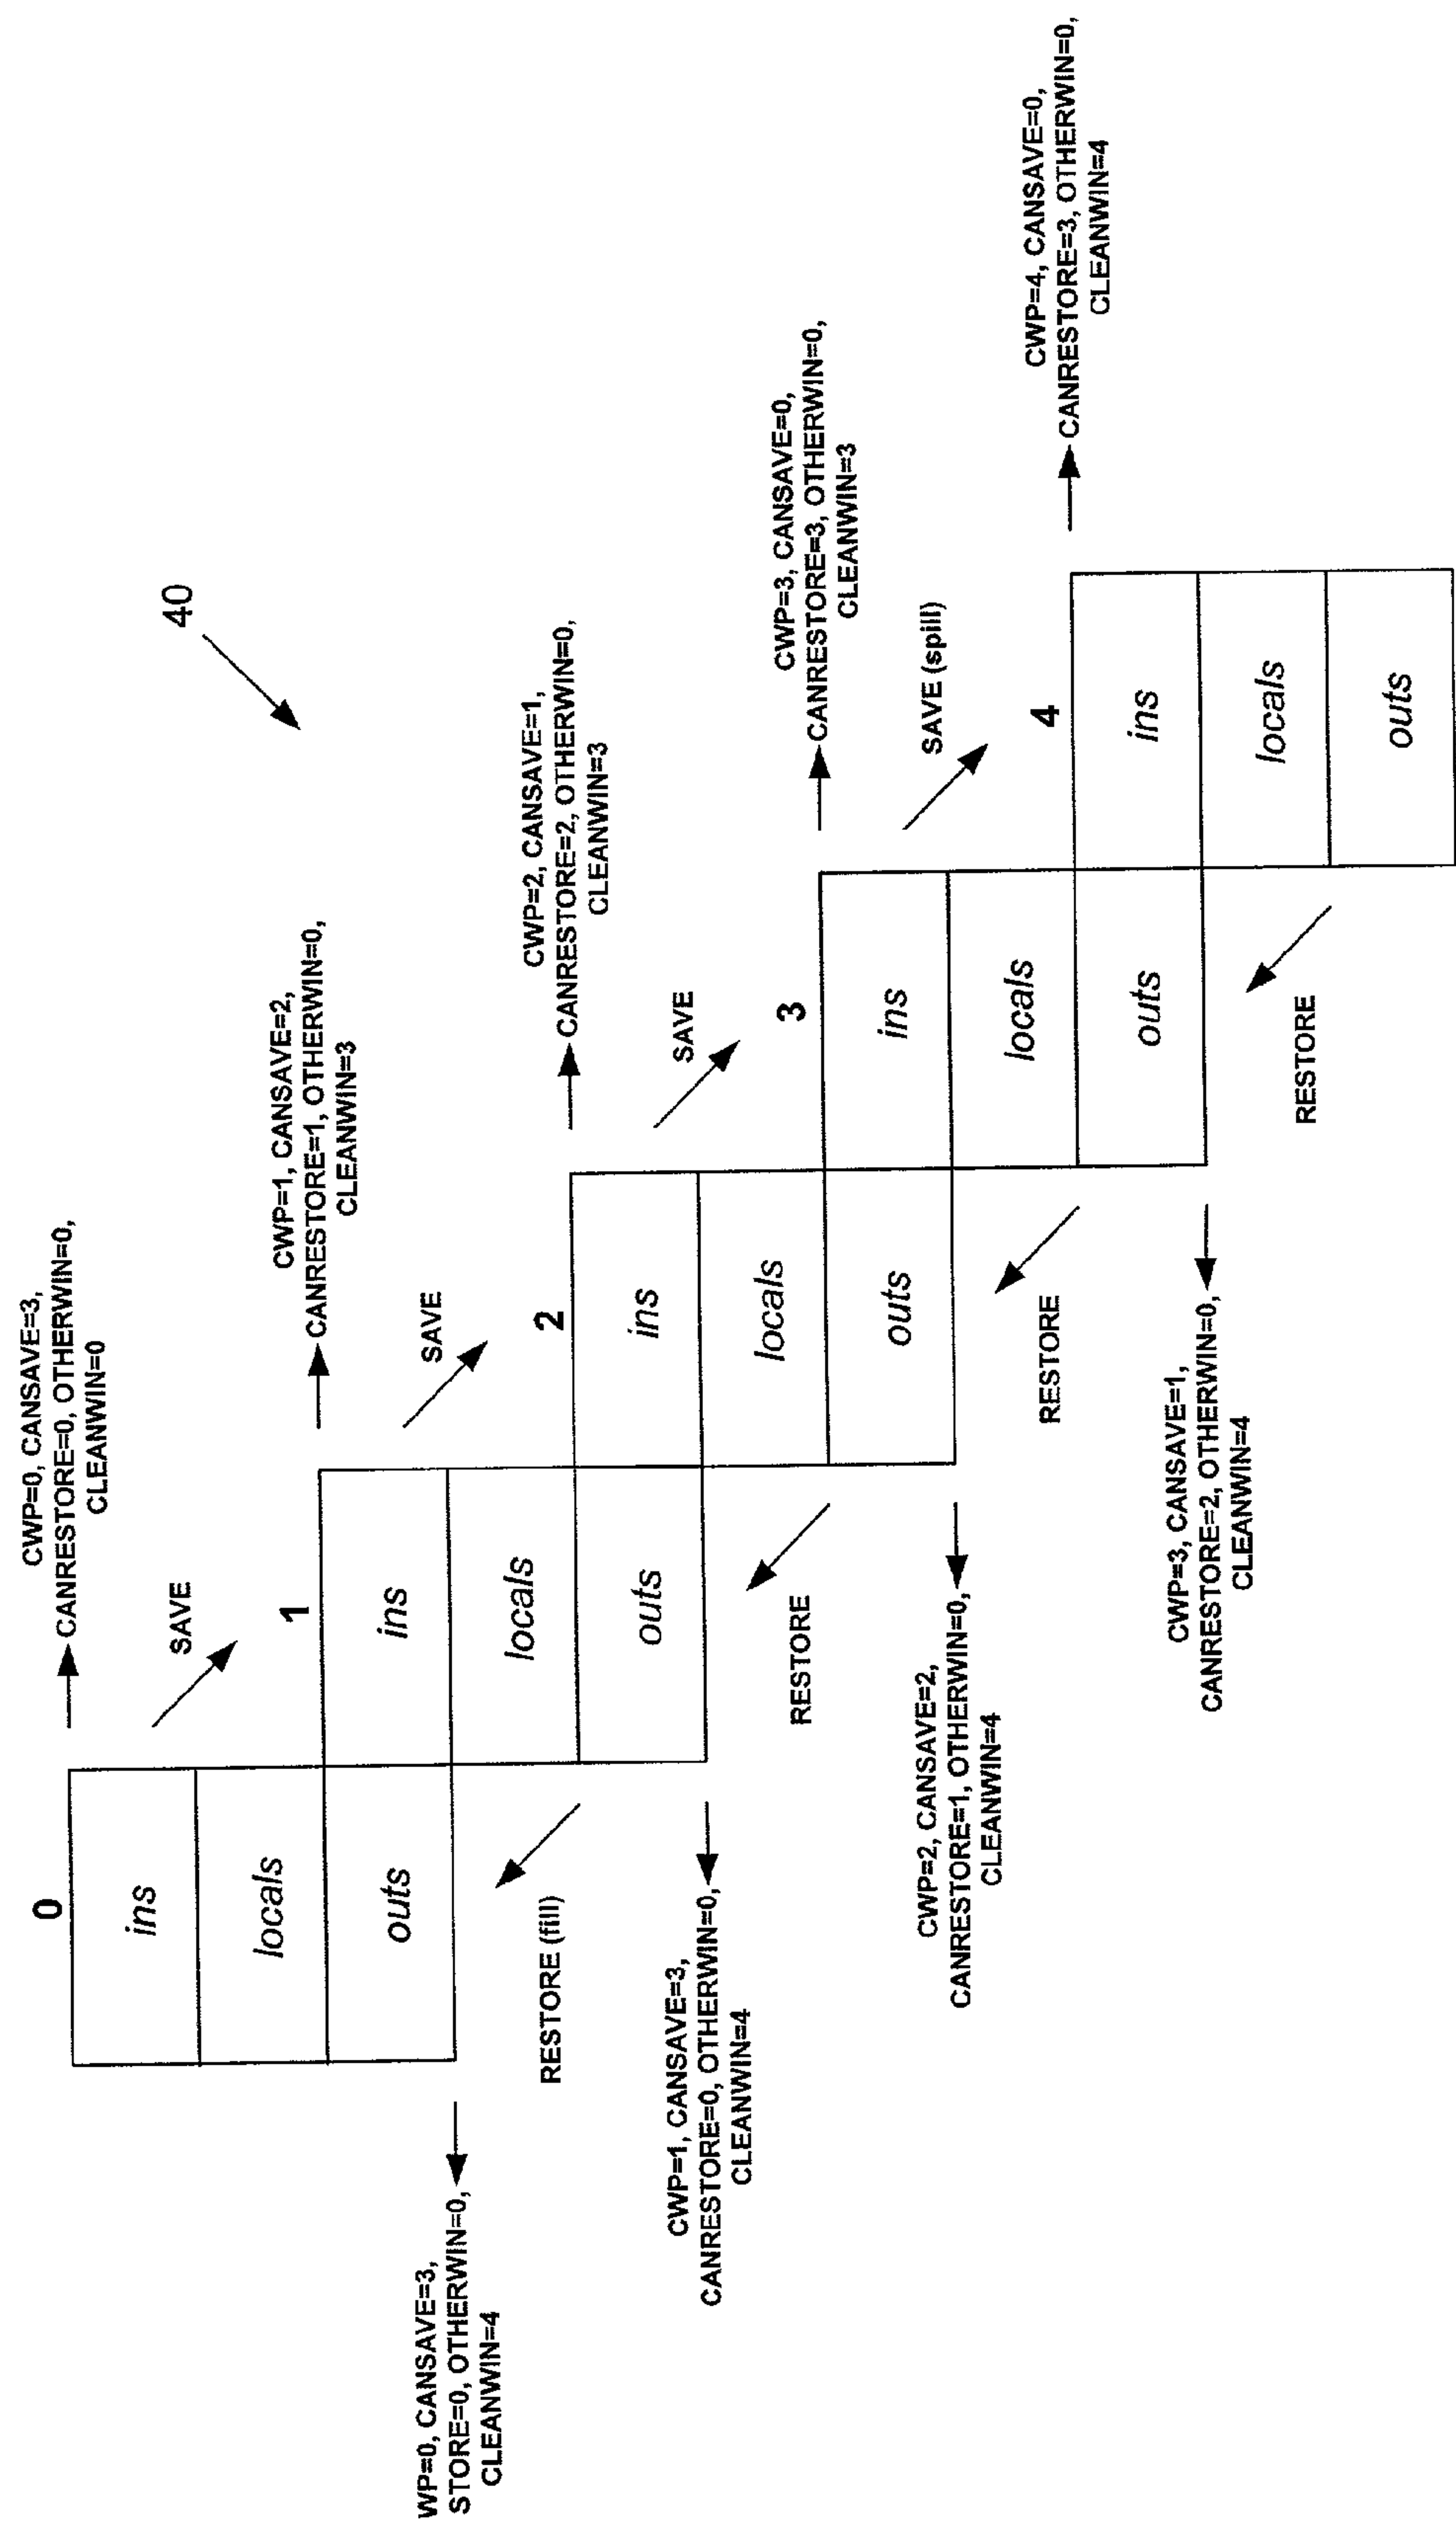 40
0
ins
locals
outs
CWP=0, CANSAVE=3,
CANRESTORE=0, OTHERWIN=0,
CLEANWIN=0
SAVE
1
ins
locals
outs
CWP=1, CANSAVE=2,
CANRESTORE=1, OTHERWIN=0,
CLEANWIN=3
SAVE
2
ins
locals
outs
CWP=2, CANSAVE=1,
CANRESTORE=2, OTHERWIN=0,
CLEANWIN=3
SAVE
3
ins
locals
outs
CWP=3, CANSAVE=0,
CANRESTORE=3, OTHERWIN=0,
CLEANWIN=3
SAVE (spill)
4
ins
locals
outs
CWP=4, CANSAVE=0,
CANRESTORE=3, OTHERWIN=0,
CLEANWIN=4
WP=0, CANSAVE=3,
STORE=0, OTHERWIN=0,
CLEANWIN=4
RESTORE (fill)
CWP=1, CANSAVE=3,
CANRESTORE=0, OTHERWIN=0,
CLEANWIN=4
RESTORE
CWP=2, CANSAVE=2,
CANRESTORE=1, OTHERWIN=0,
CLEANWIN=4
RESTORE
CWP=3, CANSAVE=1,
CANRESTORE=2, OTHERWIN=0,
CLEANWIN=4
RESTORE